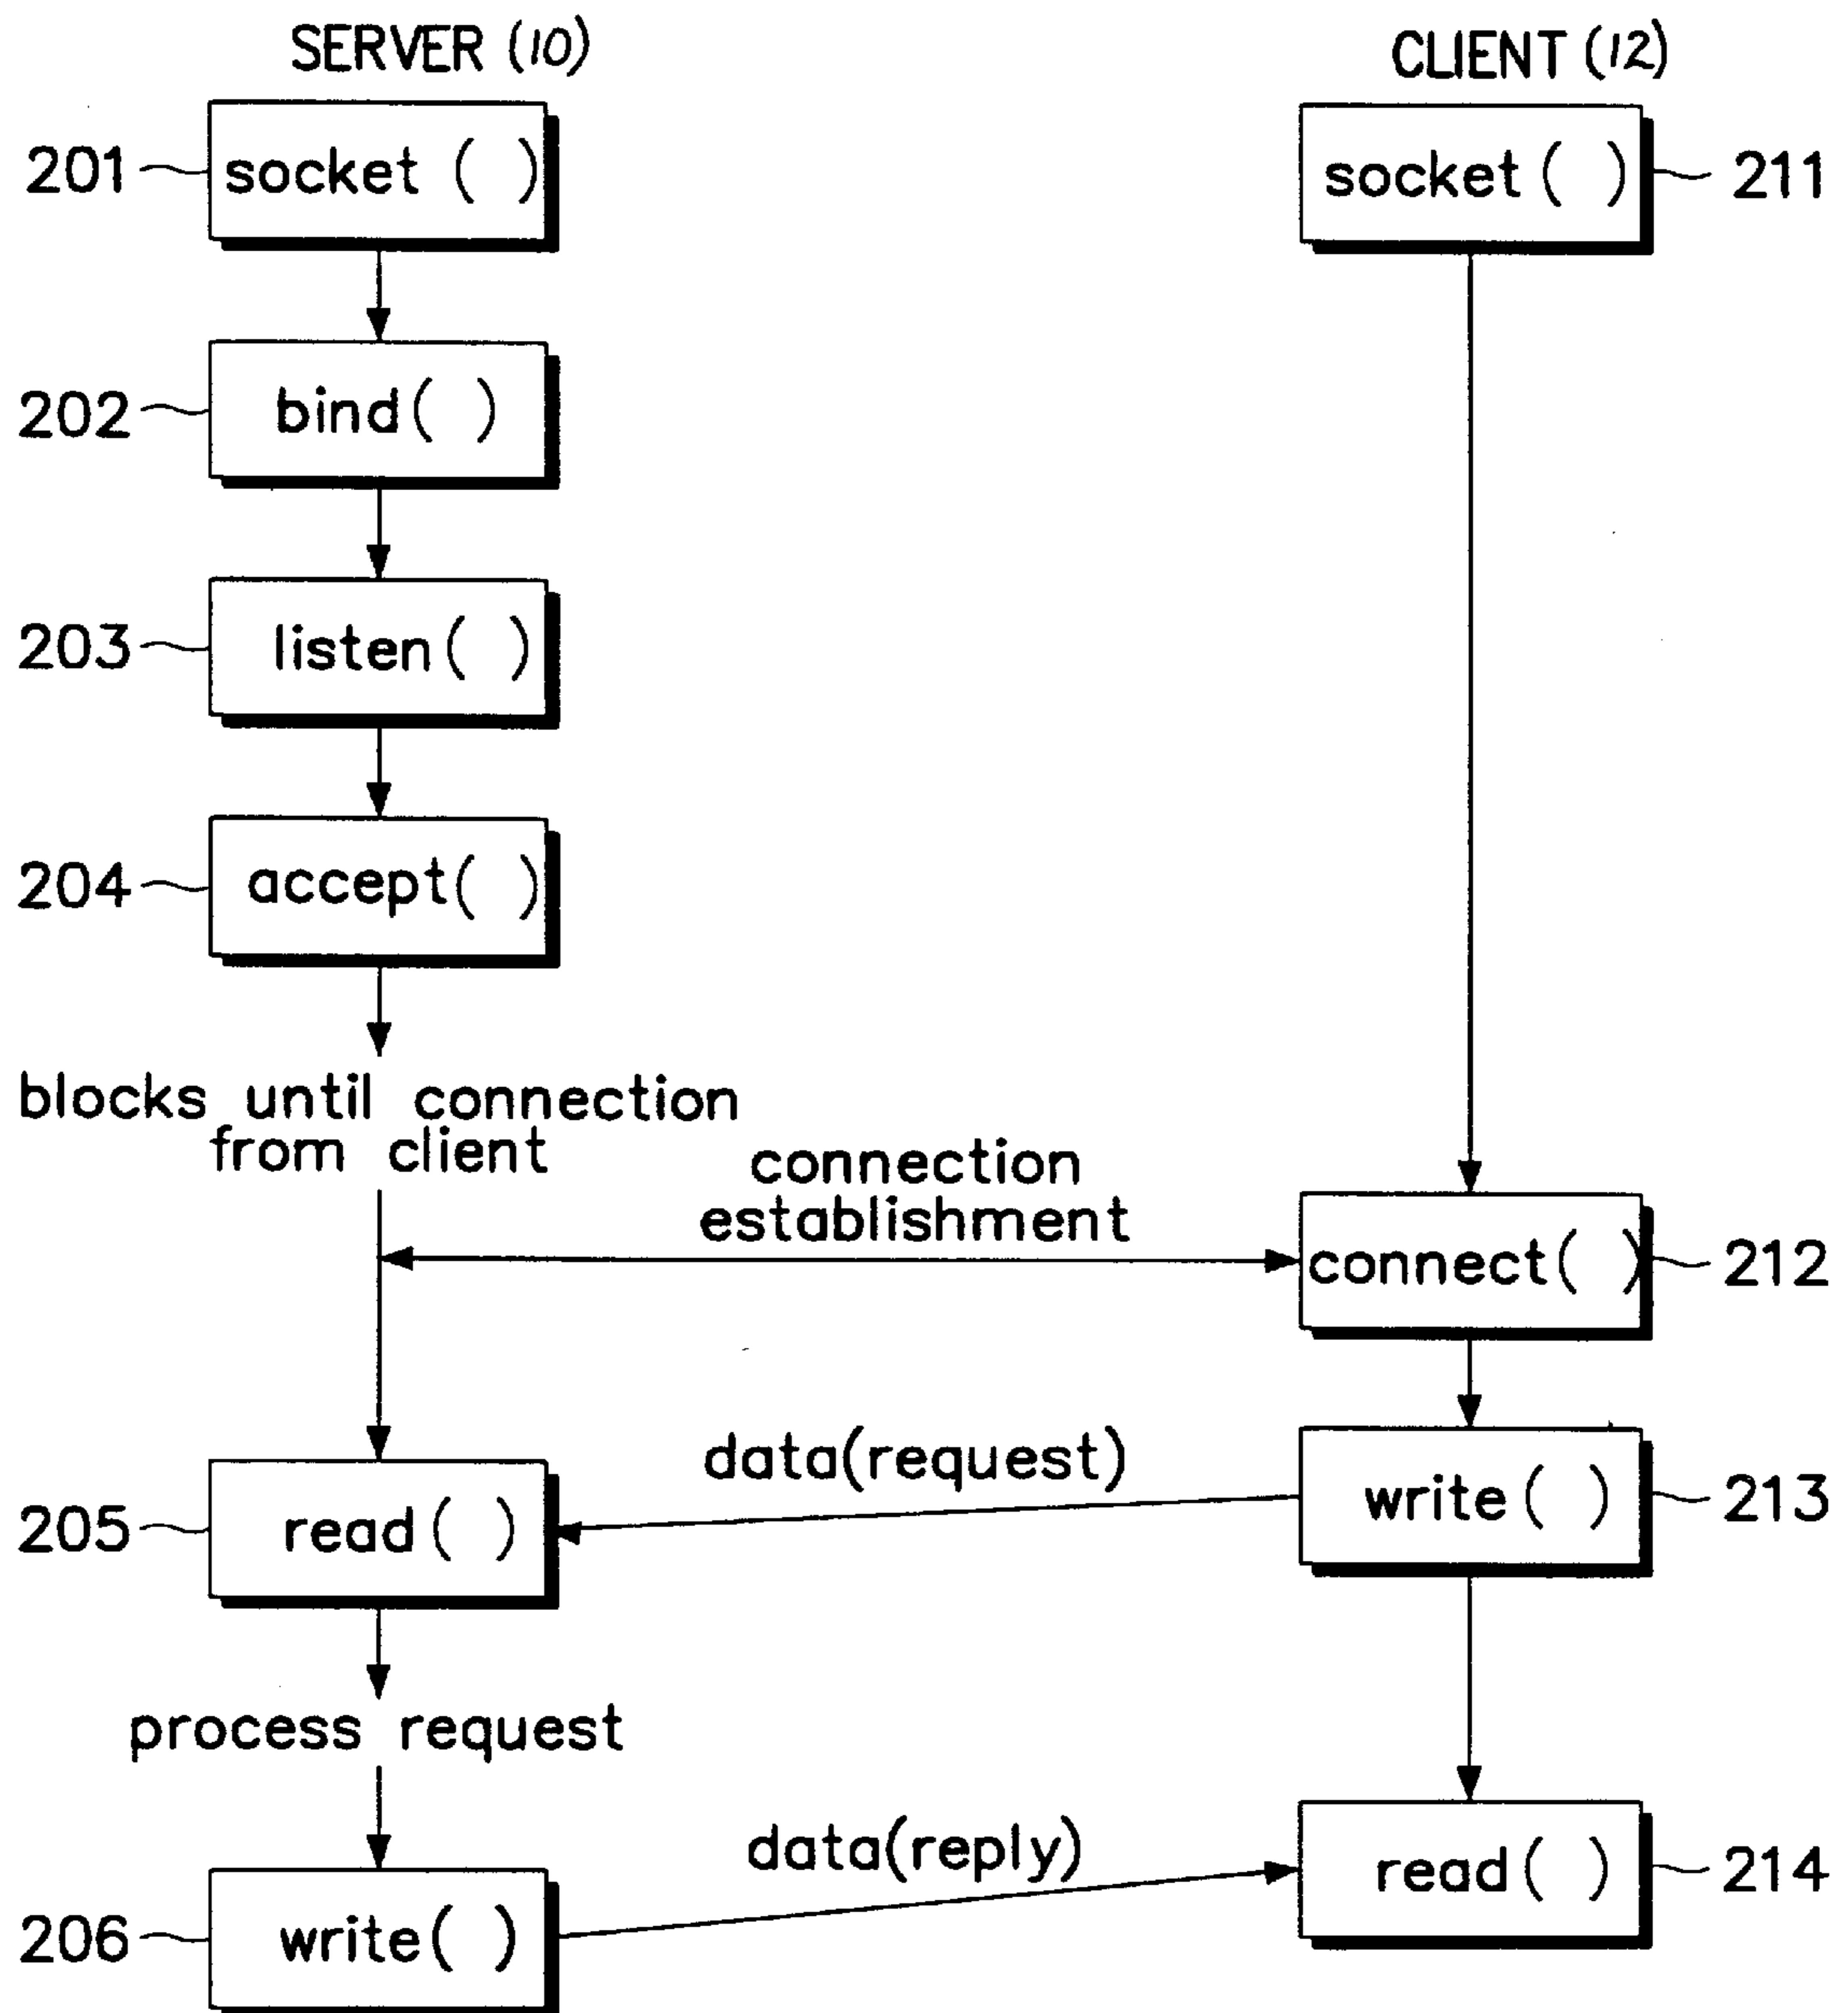 SERVER (10)
CLIENT (12)
201
socket ( )
socket ( )
211
202
bind ( )
203
listen ( )
204
accept ( )
blocks until connection
from client
connection
establishment
connect ( )
212
data(request)
write ( )
213
205
read ( )
process request
data(reply)
read ( )
214
206
write ( )